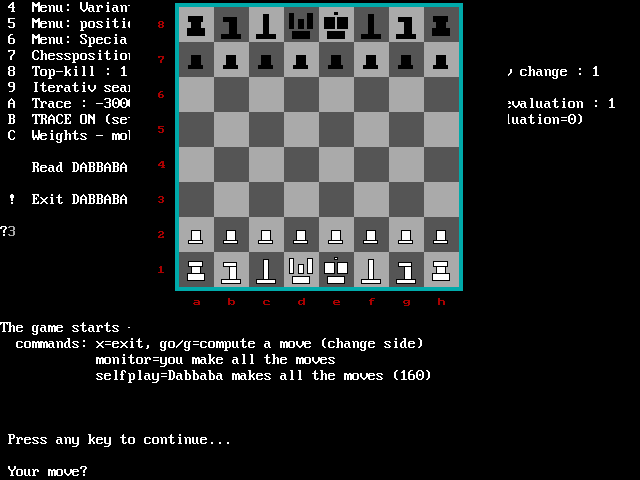 4 Menu: Varian
5 Menu: positi
6 Menu: Specia
7 Chesspositio
8 Top-kill : 1 change : 1
9 Iterativ sear
A Trace : -300 evaluation : 1
B TRACE ON (se luation=0)
C Weights - mo
Read DABBABA
! Exit DABBABA
?3
8
7
6
5
4
3
2
1
a b c d e f g h
The game starts -
commands: x=exit, go/g=compute a move (change side)
monitor=you make all the moves
selfplay=Dabbaba makes all the moves (160)
Press any key to continue...
Your move?